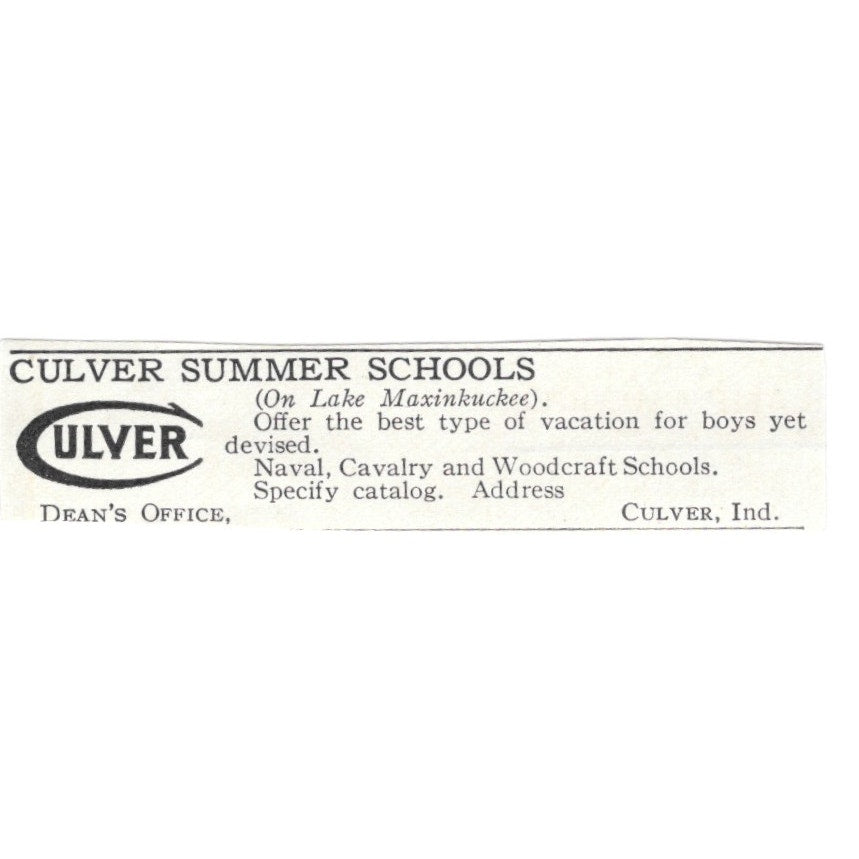 CULVER SUMMER SCHOOLS
(On Lake Maxinkuckee).
CULVER
Offer the best type of vacation for boys yet
devised.
Naval, Cavalry and Woodcraft Schools.
Specify catalog. Address
DEAN'S OFFICE, CULVER, Ind.